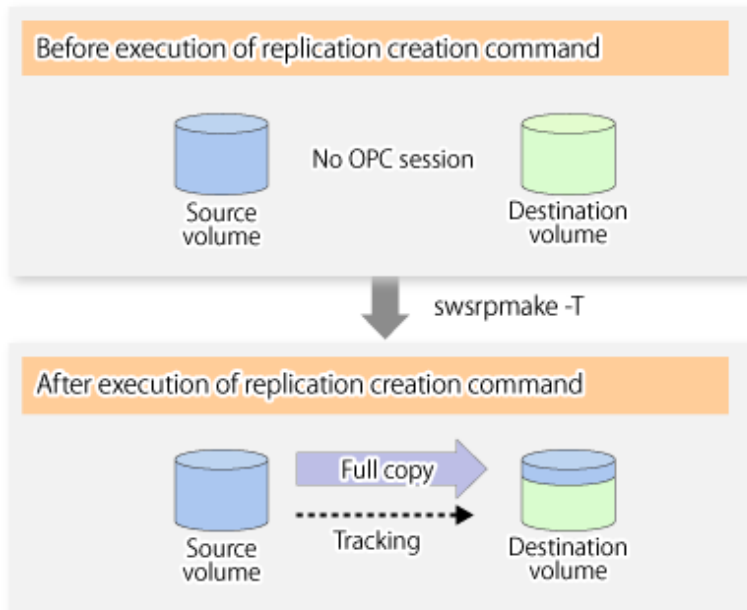 Before execution of replication creation command
No OPC session
Source
volume
Destination
volume
swsrpmake -T
After execution of replication creation command
Full copy
Tracking
Source
volume
Destination
volume